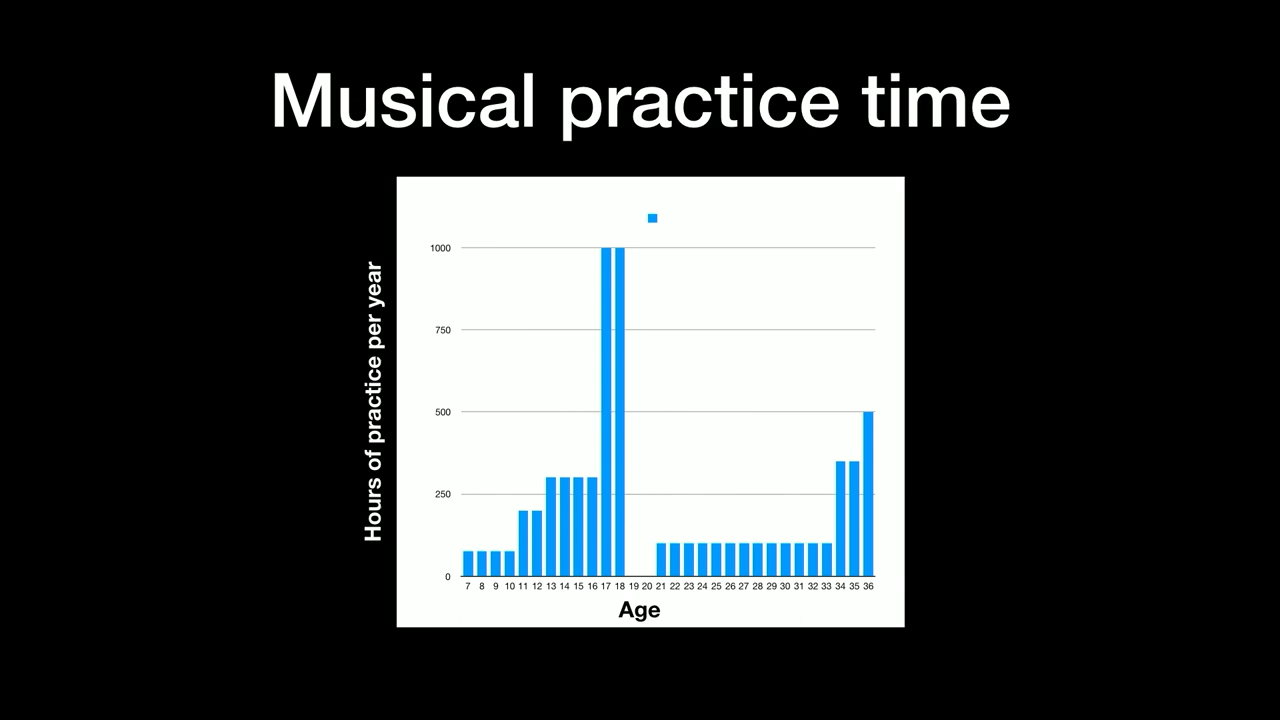 Musical practice time
Hours of practice per year
1000
750
500
250
0
7 8 9 10 11 12 13 14 15 16 17 18 19 20 21 22 23 24 25 26 27 28 29 30 31 32 33 34 35 36
Age